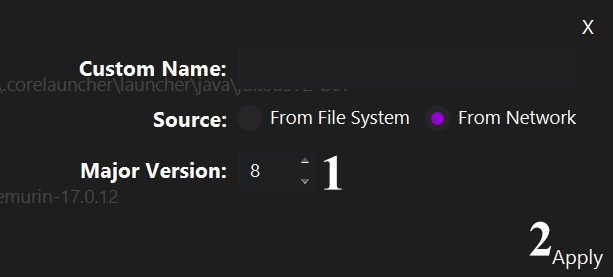 X
Custom Name:
\.corelauncher\launcher\java\
Source: From File System From Network
Major Version: 8 1
emurin-17.0.12
2 Apply